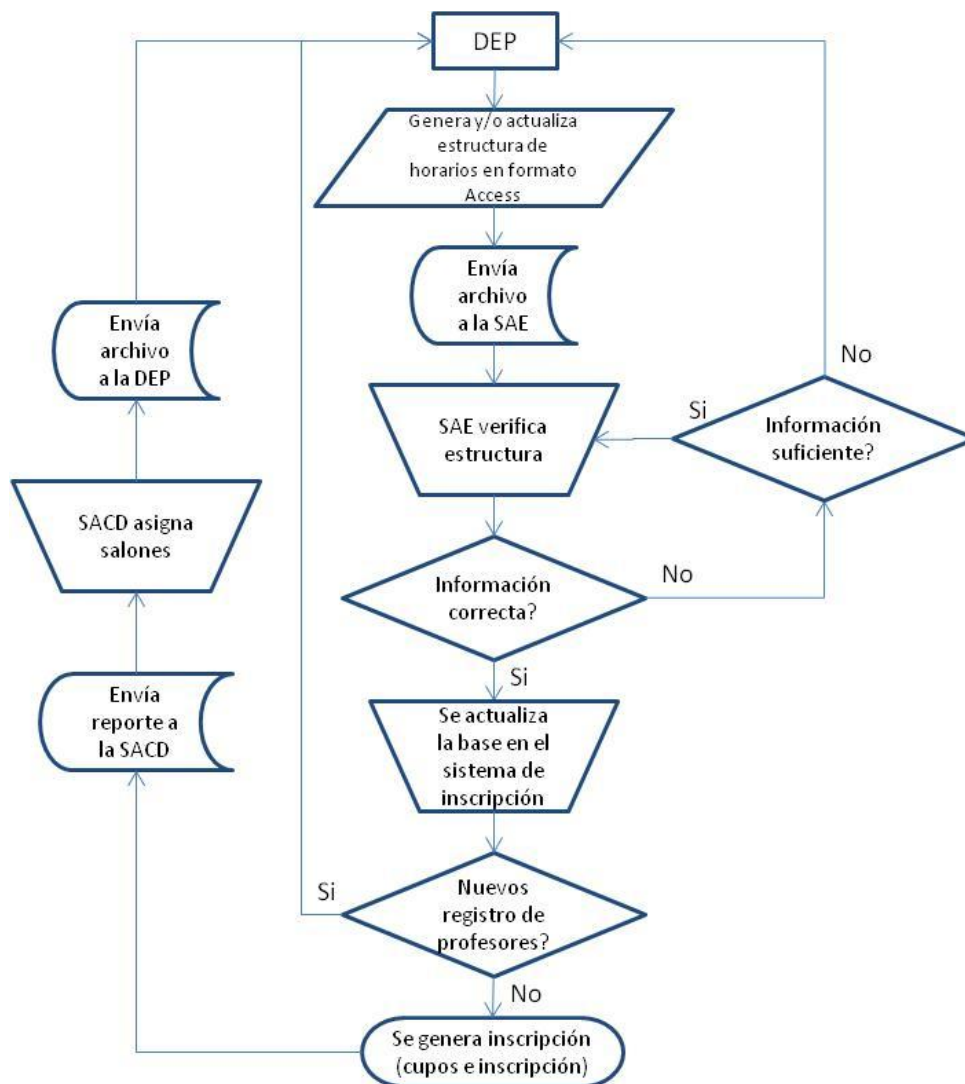 DEP
Genera y/o actualiza
estructura de
horarios en formato
Access
Envía
archivo
a la SAE
Envía
archivo
a la DEP
No
Si
Información
suficiente?
SAE verifica
estructura
SACD asigna
salones
Información
correcta?
No
Si
Envía
reporte a
la SACD
Se actualiza
la base en el
sistema de
inscripción
Si
Nuevos
registro de
profesores?
No
Se genera inscripción
(cupos e inscripción)